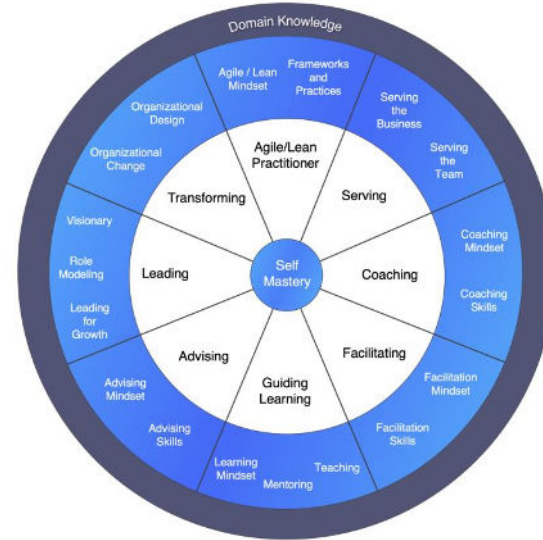 Domain Knowledge
Agile / Lean
Mindset
Frameworks
and
Practices
Serving
the
Business
Serving
the
Team
Coaching
Mindset
Coaching
Skills
Facilitation
Mindset
Facilitation
Skills
Teaching
Mentoring
Learning
Mindset
Advising
Skills
Advising
Mindset
Leading
for
Growth
Role
Modeling
Visionary
Organizational
Change
Organizational
Design
Agile/Lean
Practitioner
Serving
Coaching
Facilitating
Guiding
Learning
Advising
Leading
Transforming
Self
Mastery